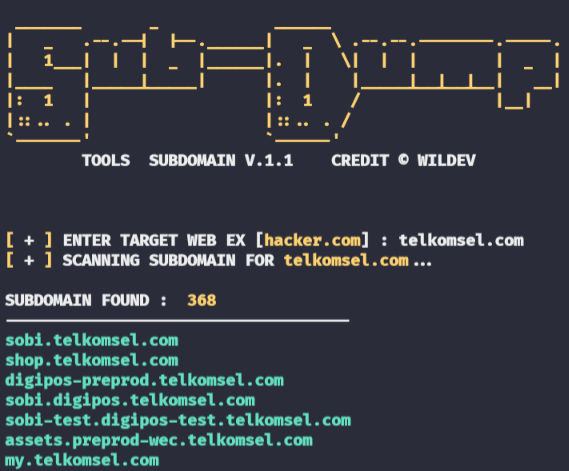 Sub-Dump
TOOLS SUBDOMAIN V.1.1 CREDIT © WILDEV
[ + ] ENTER TARGET WEB EX [hacker.com] : telkomsel.com
[ + ] SCANNING SUBDOMAIN FOR telkomsel.com...
SUBDOMAIN FOUND : 368
sobi.telkomsel.com
shop.telkomsel.com
digipos-preprod.telkomsel.com
sobi.digipos.telkomsel.com
sobi-test.digipos-test.telkomsel.com
assets.preprod-wec.telkomsel.com
my.telkomsel.com